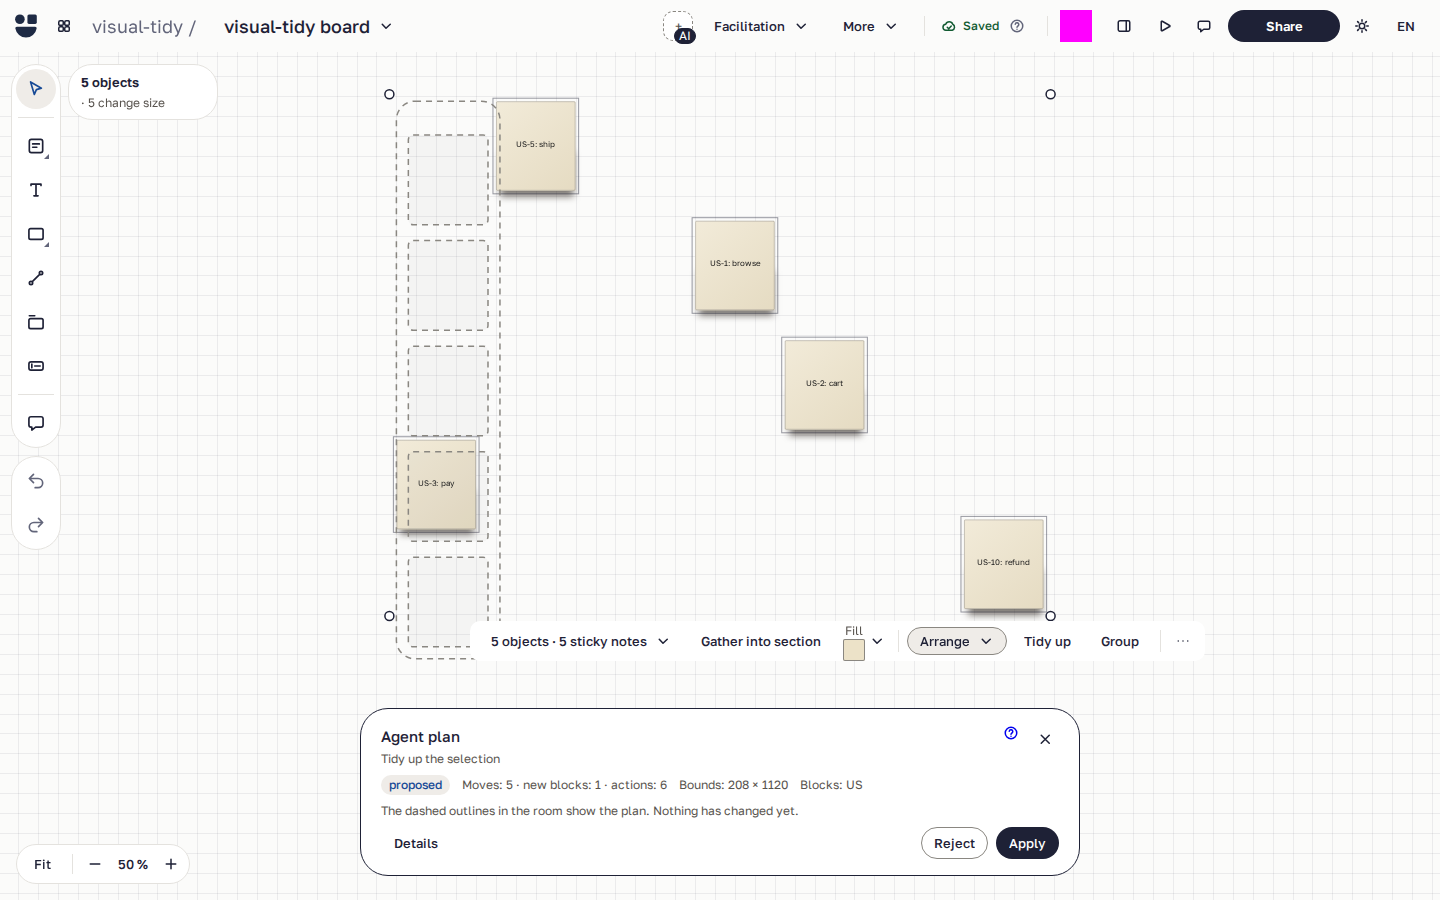 visual-tidy /
visual-tidy board
AI
Facilitation
More
Saved
Share
EN
5 objects
· 5 change size
US-5: ship
US-1: browse
US-2: cart
US-3: pay
US-10: refund
5 objects · 5 sticky notes
Gather into section
Fill
Arrange
Tidy up
Group
Agent plan
Tidy up the selection
proposed Moves: 5 · new blocks: 1 · actions: 6 Bounds: 208 × 1120 Blocks: US
The dashed outlines in the room show the plan. Nothing has changed yet.
Details
Reject
Apply
Fit
50 %